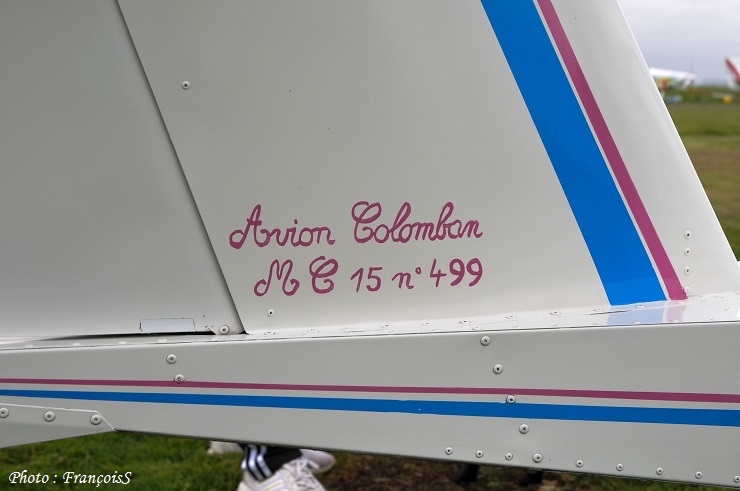 Avion Colomban
MC 15 n° 499
Photo : FrançoisS